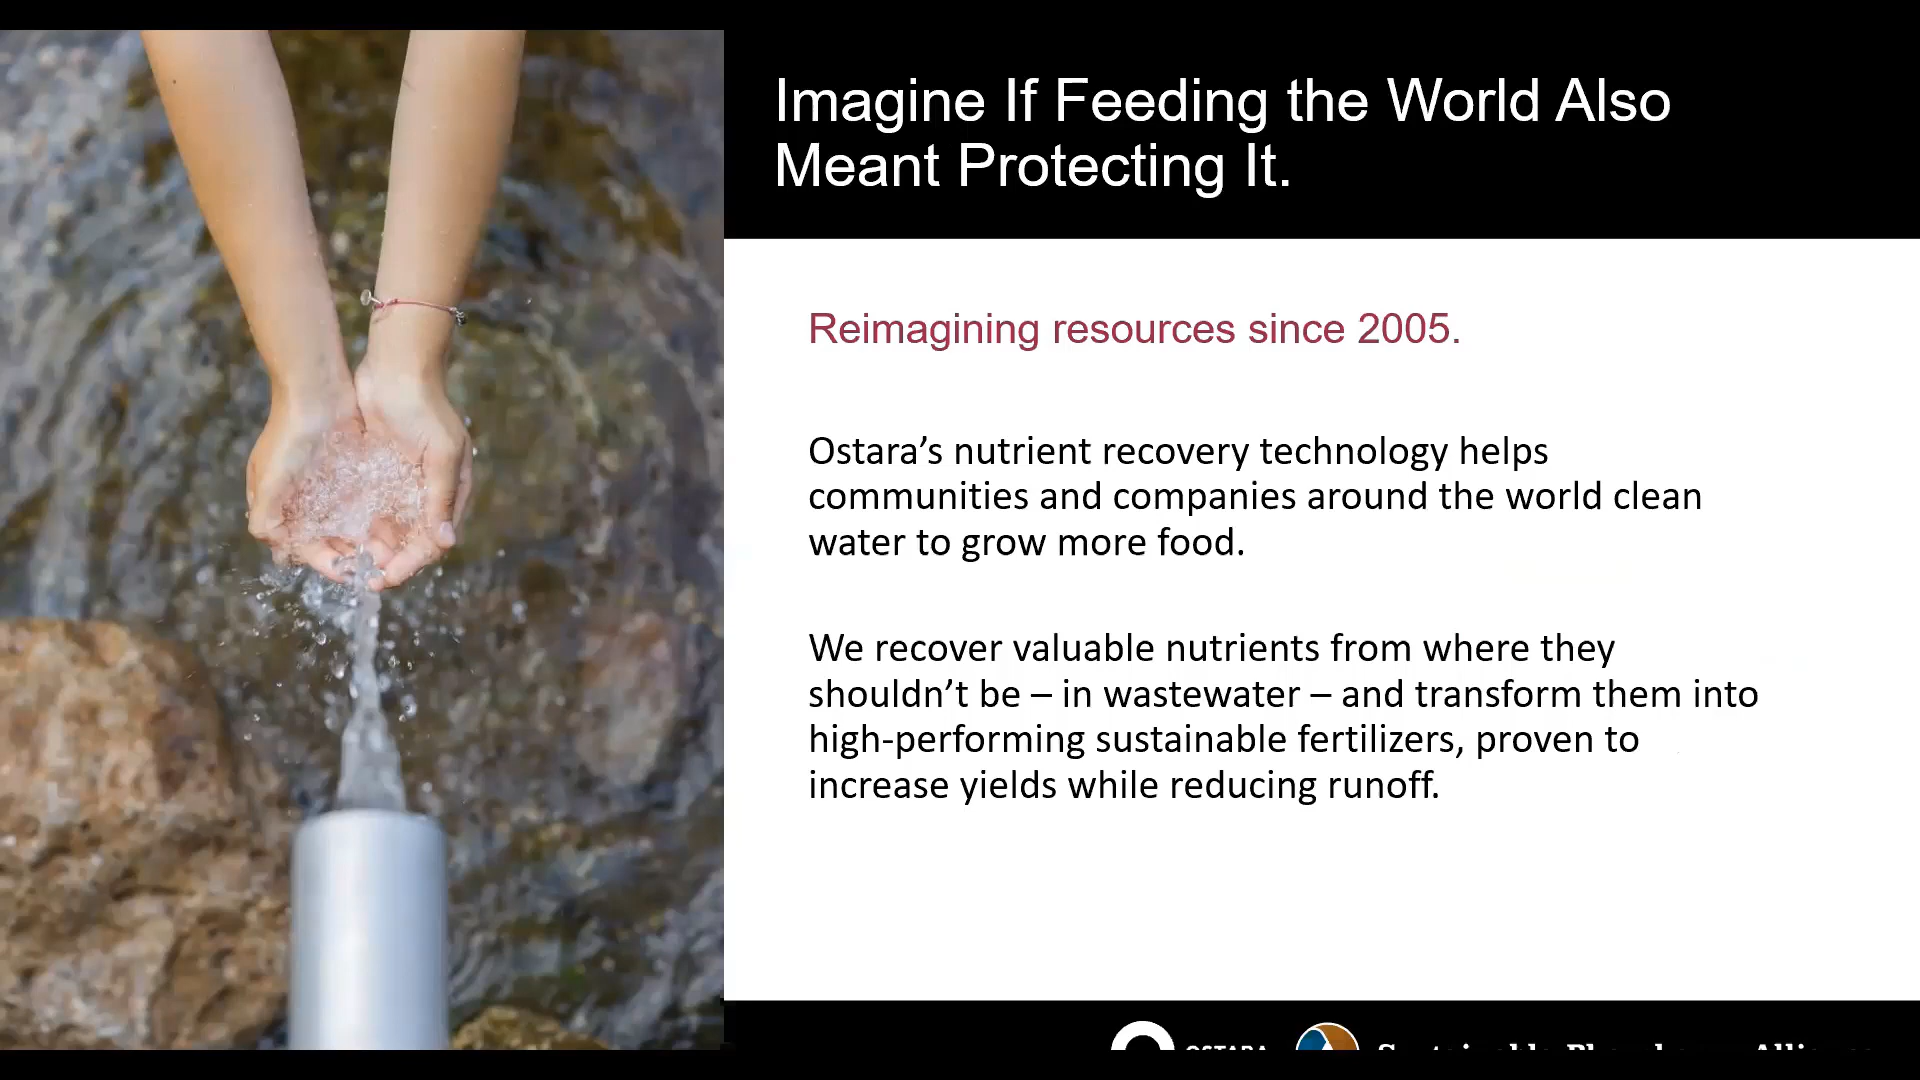 Imagine If Feeding the World Also
Meant Protecting It.
Reimagining resources since 2005.
Ostara’s nutrient recovery technology helps
communities and companies around the world clean
water to grow more food.
We recover valuable nutrients from where they
shouldn’t be – in wastewater – and transform them into
high-performing sustainable fertilizers, proven to
increase yields while reducing runoff.
OSTARA
Sustainable Phosphorus Alliance